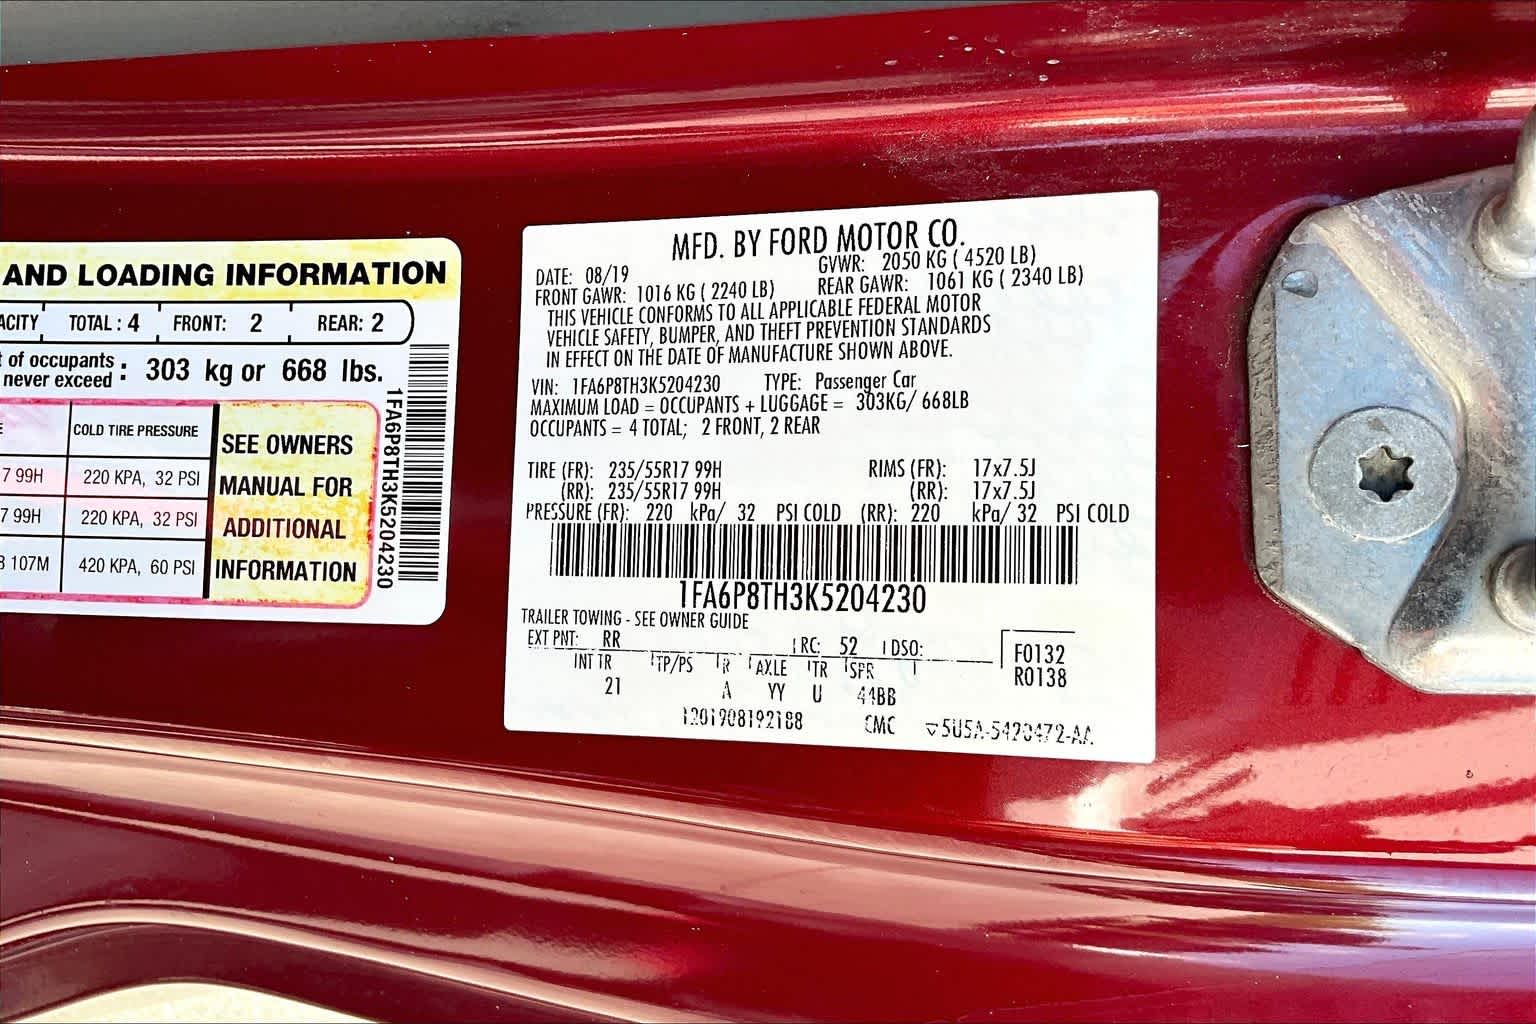 AND LOADING INFORMATION
ACITY TOTAL : 4 FRONT: 2 REAR: 2
t of occupants
never exceed : 303 kg or 668 lbs.
E COLD TIRE PRESSURE
7 99H 220 KPA, 32 PSI
7 99H 220 KPA, 32 PSI
107M 420 KPA, 60 PSI
SEE OWNERS
MANUAL FOR
ADDITIONAL
INFORMATION
1FA6P8TH3K5204230
MFD. BY FORD MOTOR CO.
DATE: 08/19 GVWR: 2050 KG ( 4520 LB)
FRONT GAWR: 1016 KG ( 2240 LB) REAR GAWR: 1061 KG ( 2340 LB)
THIS VEHICLE CONFORMS TO ALL APPLICABLE FEDERAL MOTOR
VEHICLE SAFETY, BUMPER, AND THEFT PREVENTION STANDARDS
IN EFFECT ON THE DATE OF MANUFACTURE SHOWN ABOVE.
VIN: 1FA6P8TH3K5204230 TYPE: Passenger Car
MAXIMUM LOAD = OCCUPANTS + LUGGAGE = 303KG/ 668LB
OCCUPANTS = 4 TOTAL; 2 FRONT, 2 REAR
TIRE (FR): 235/55R17 99H RIMS (FR): 17x7.5J
(RR): 235/55R17 99H (RR): 17x7.5J
PRESSURE (FR): 220 kPa/ 32 PSI COLD (RR): 220 kPa/ 32 PSI COLD
1FA6P8TH3K5204230
TRAILER TOWING - SEE OWNER GUIDE
EXT PNT: RR RC: 52 DSO:
INT TR TP/PS R AXLE TR SPR
21 A YY U 44BB
F0132
R0138
1201908192188 CMC 5U5A-5420472-AA